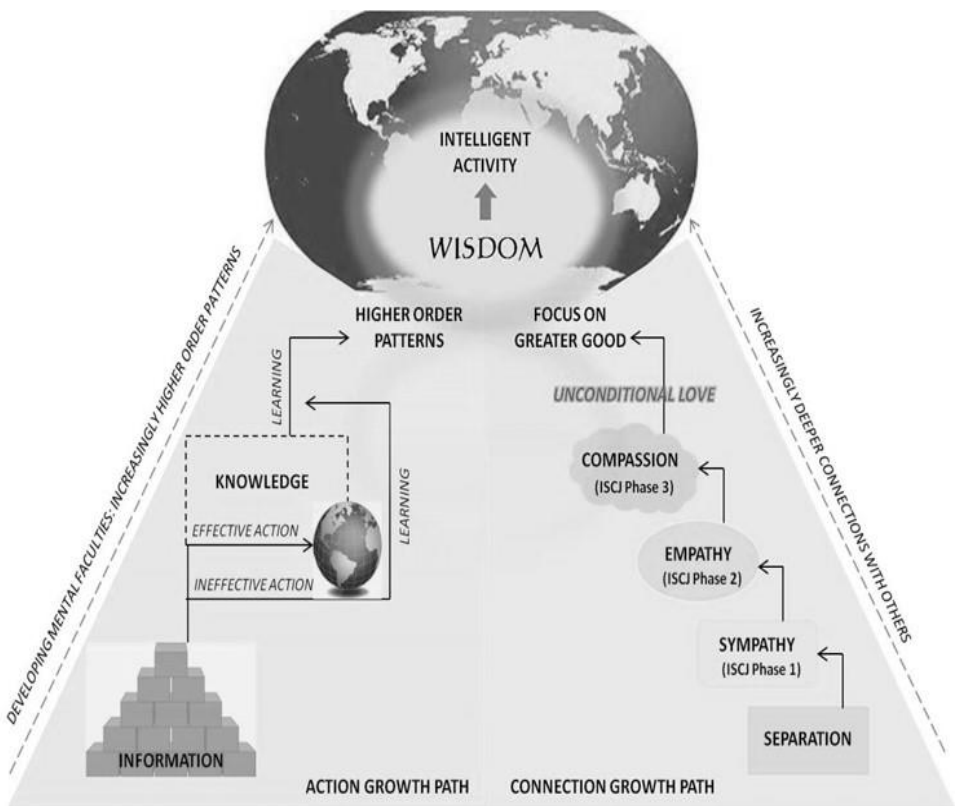 INTELLIGENT
ACTIVITY
WISDOM
HIGHER ORDER
PATTERNS
FOCUS ON
GREATER GOOD
DEVELOPING MENTAL FACULTIES: INCREASINGLY HIGHER ORDER PATTERNS
INCREASINGLY DEEPER CONNECTIONS WITH OTHERS
LEARNING
LEARNING
KNOWLEDGE
EFFECTIVE ACTION
INEFFECTIVE ACTION
INFORMATION
ACTION GROWTH PATH
UNCONDITIONAL LOVE
COMPASSION
(ISCJ Phase 3)
EMPATHY
(ISCJ Phase 2)
SYMPATHY
(ISCJ Phase 1)
SEPARATION
CONNECTION GROWTH PATH